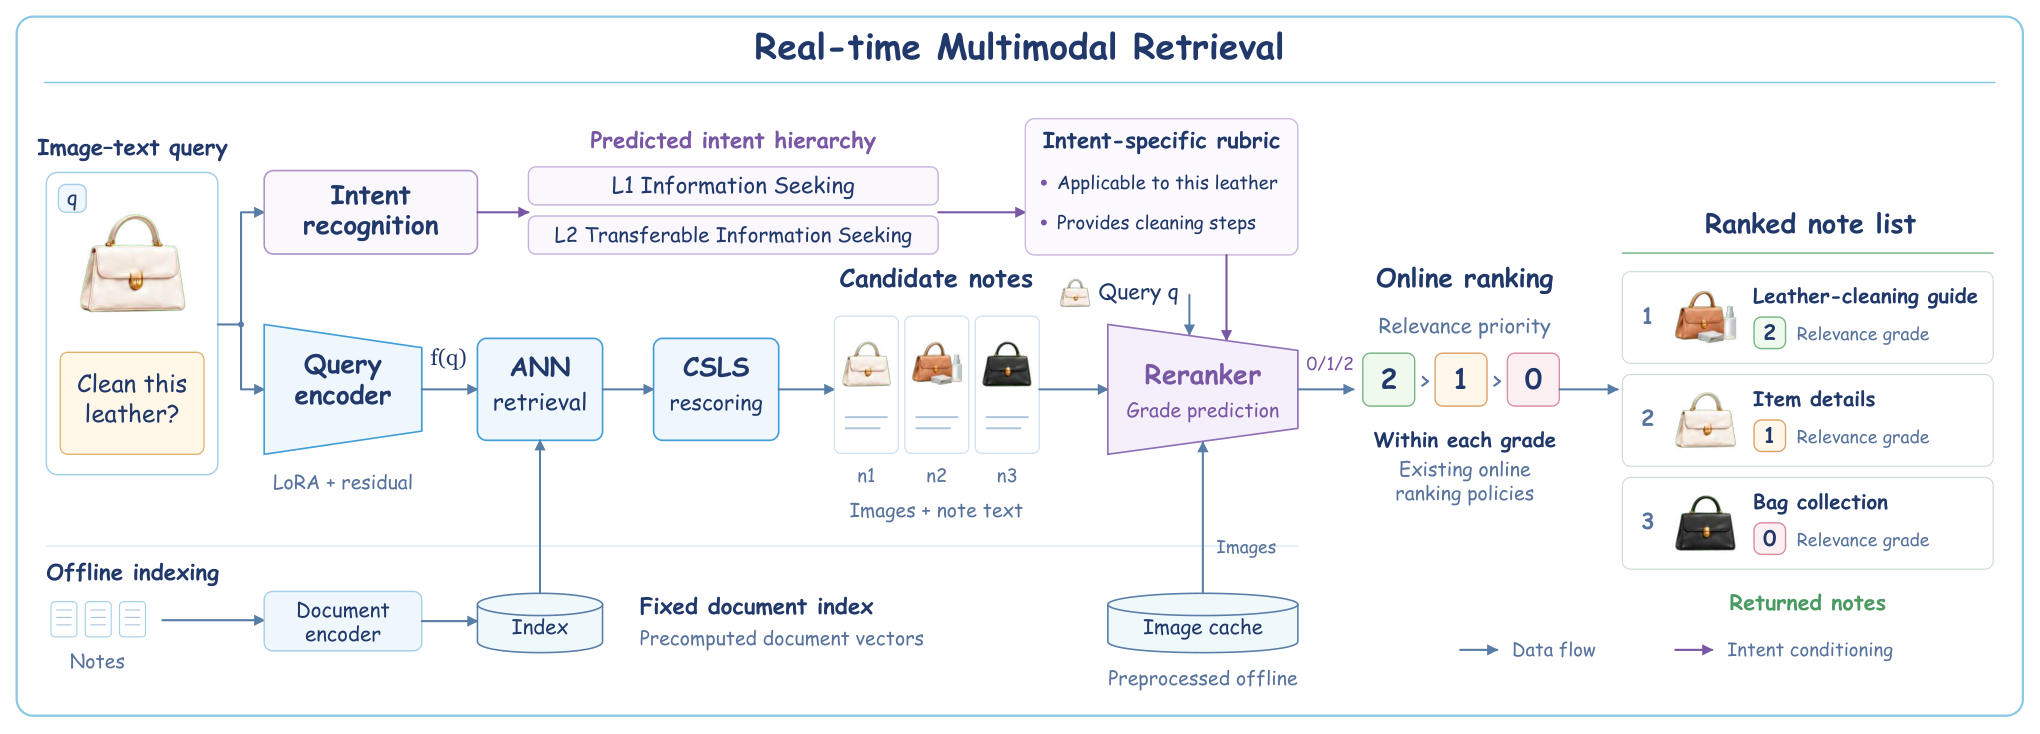 Real-time Multimodal Retrieval
Image-text query
q
Clean this
leather?
Intent
recognition
Predicted intent hierarchy
L1 Information Seeking
L2 Transferable Information Seeking
Intent-specific rubric
• Applicable to this leather
• Provides cleaning steps
Query
encoder
LoRA + residual
f(q)
ANN
retrieval
CSLS
rescoring
Candidate notes
n1
n2
n3
Images + note text
Query q
Reranker
Grade prediction
0/1/2
Online ranking
Relevance priority
2 > 1 > 0
Within each grade
Existing online
ranking policies
Ranked note list
1
Leather-cleaning guide
2 Relevance grade
2
Item details
1 Relevance grade
3
Bag collection
0 Relevance grade
Returned notes
Offline indexing
Notes
Document
encoder
Index
Fixed document index
Precomputed document vectors
Images
Image cache
Preprocessed offline
Data flow
Intent conditioning